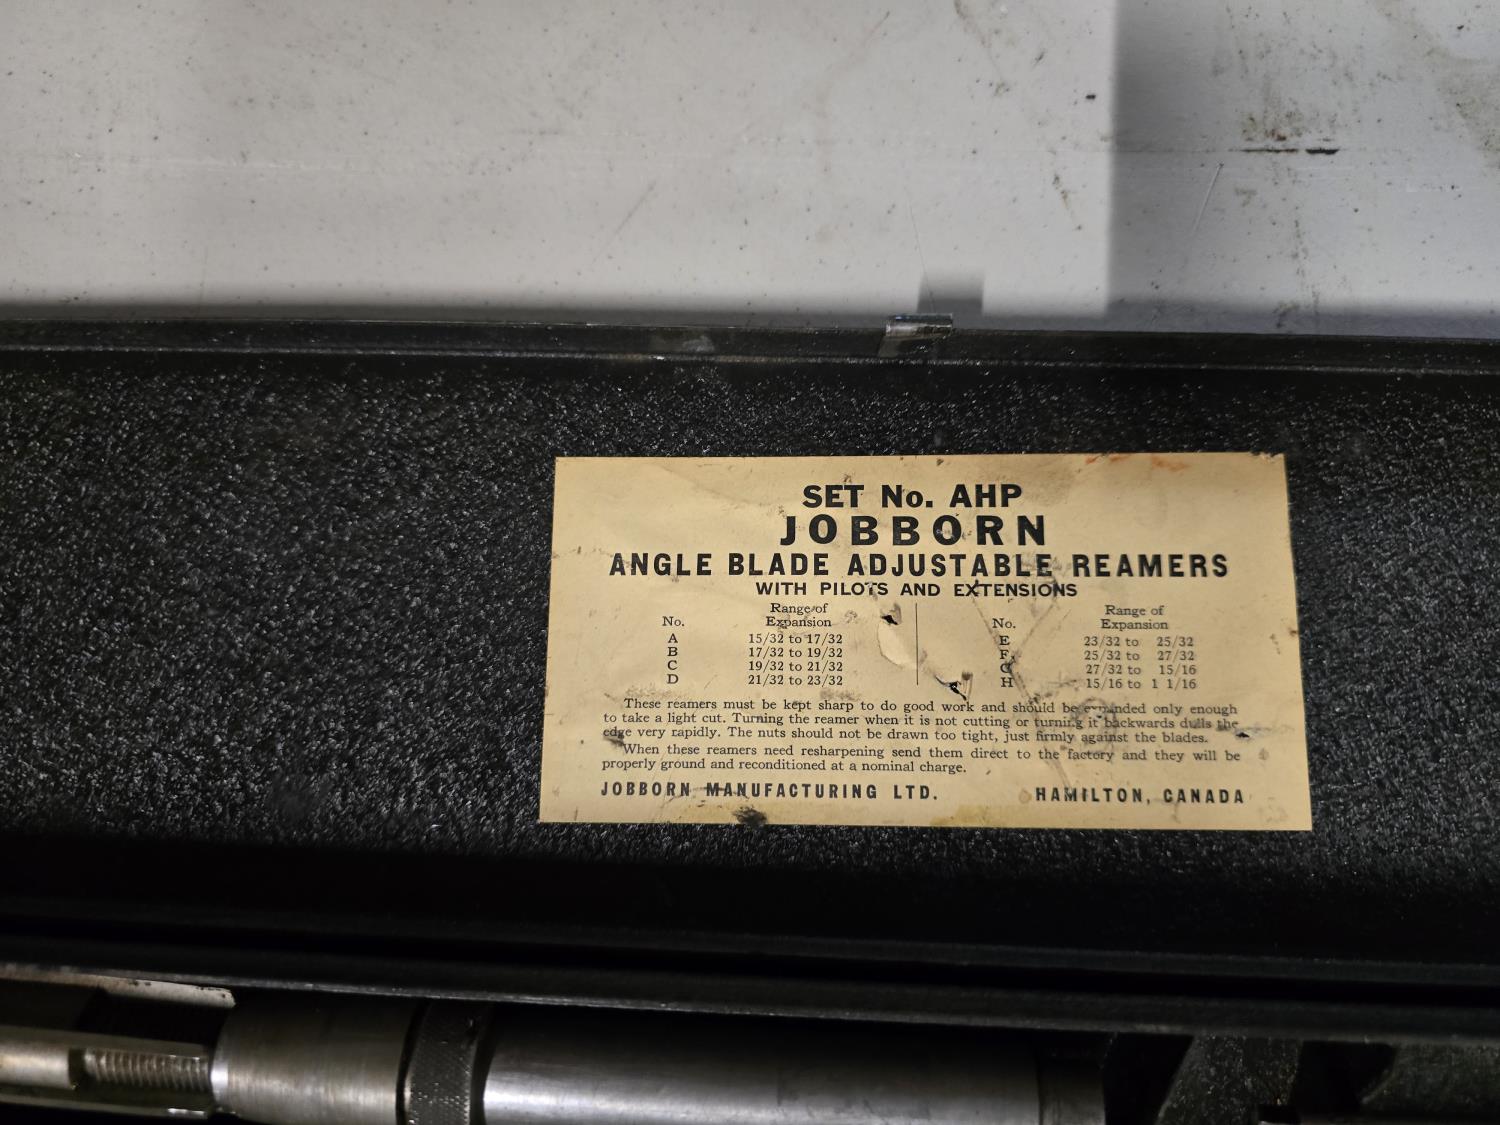 SET No. AHP
JOBBORN
ANGLE BLADE ADJUSTABLE REAMERS
WITH PILOTS AND EXTENSIONS
No. Range of Expansion
A 15/32 to 17/32
B 17/32 to 19/32
C 19/32 to 21/32
D 21/32 to 23/32
No. Range of Expansion
E 23/32 to 25/32
F 25/32 to 27/32
G 27/32 to 15/16
H 15/16 to 1 1/16
These reamers must be kept sharp to do good work and should be expanded only enough
to take a light cut. Turning the reamer when it is not cutting or turning it backwards dulls the
edge very rapidly. The nuts should not be drawn too tight, just firmly against the blades.
When these reamers need resharpening send them direct to the factory and they will be
properly ground and reconditioned at a nominal charge.
JOBBORN MANUFACTURING LTD. HAMILTON, CANADA